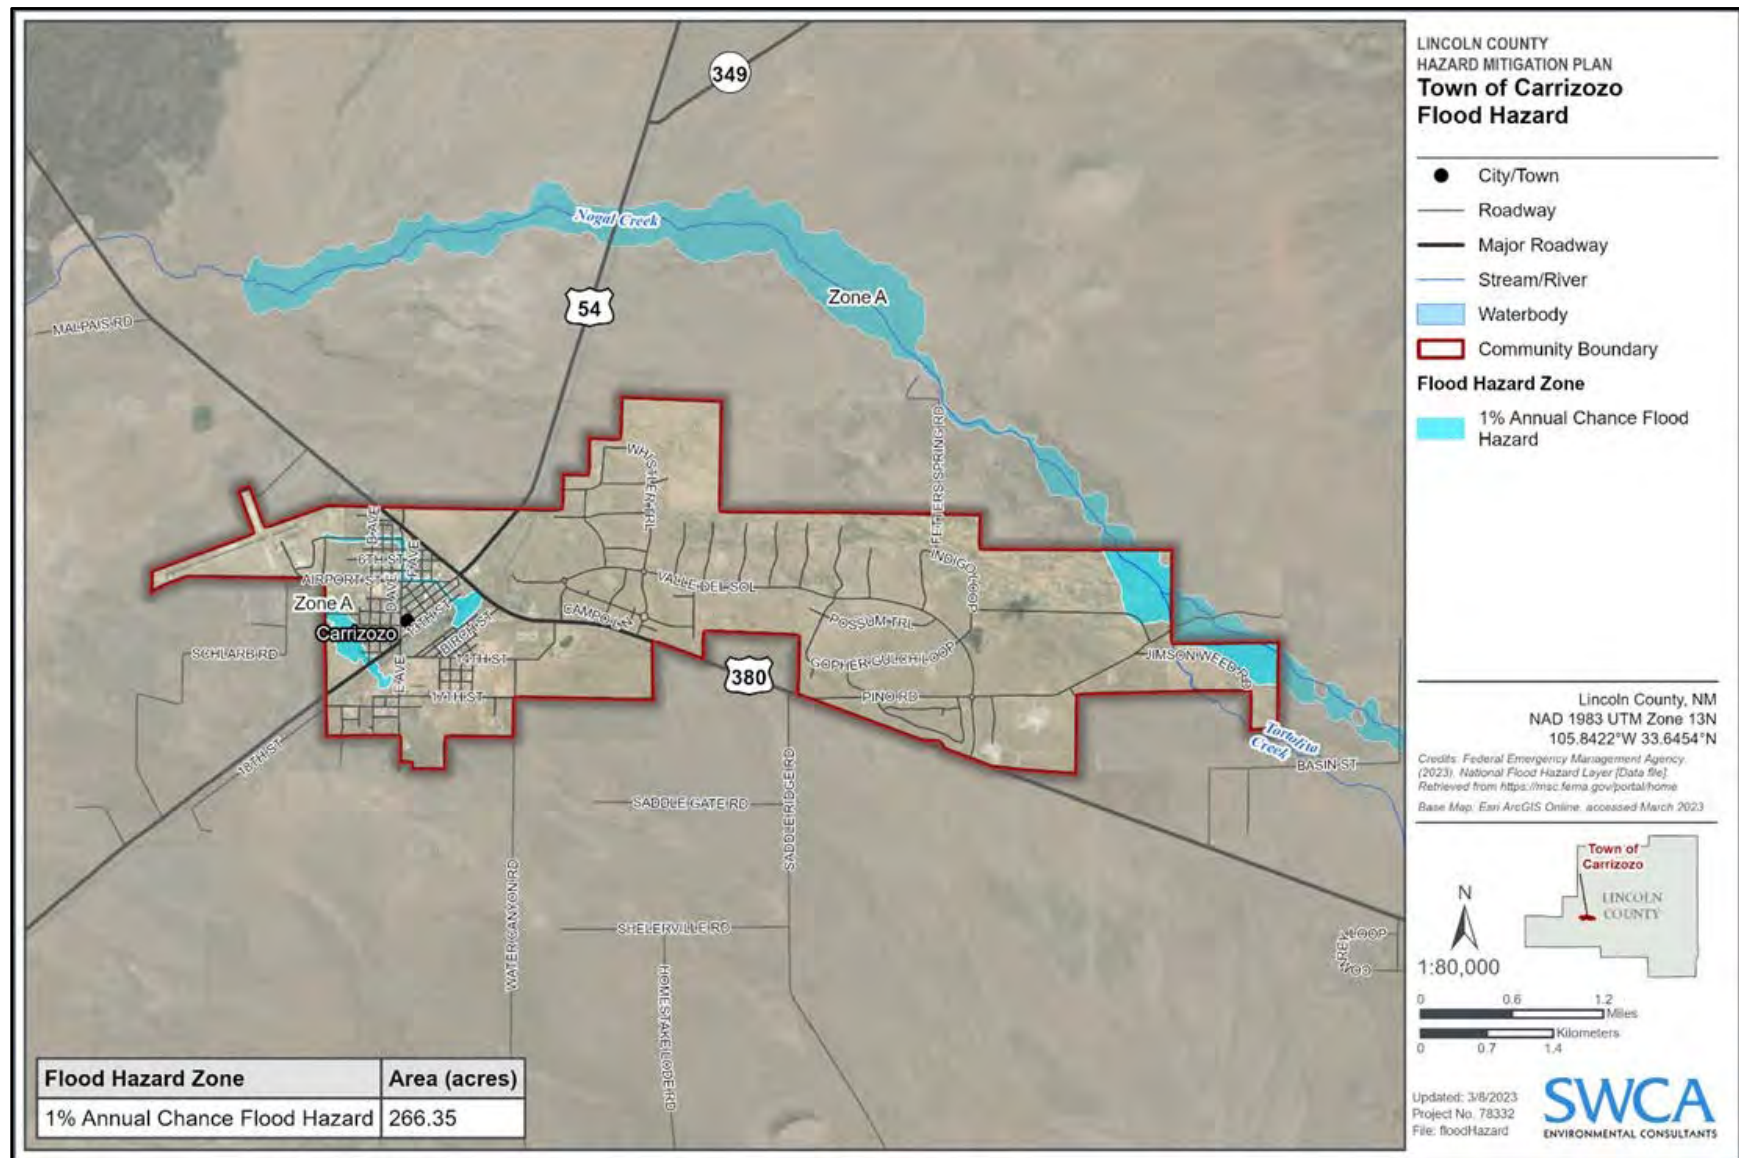 349
Nogal Creek
Zone A
54
MALPAIS RD
WHISTLER TRL
FETTERS SPRING RD
C AVE
F AVE
6TH ST
AIRPORT ST
D AVE
INDIGO LOOP
VALLE DEL SOL
Zone A
13TH ST
CAMPO LN
POSSUM TRL
Carrizozo
BIRCH ST
SCHLARB RD
14TH ST
GOPHER GULCH LOOP
JIMSON WEED RD
E AVE
380
17TH ST
PINO RD
Tortolita
Creek
18TH ST
BASIN ST
SADDLE GATE RD
SADDLE RIDGE RD
WATER CANYON RD
SHELERVILLE RD
HOMESTAKE LODE RD
LOOP
Flood Hazard Zone Area (acres)
1% Annual Chance Flood Hazard 266.35
LINCOLN COUNTY
HAZARD MITIGATION PLAN
Town of Carrizozo
Flood Hazard
City/Town
Roadway
Major Roadway
Stream/River
Waterbody
Community Boundary
Flood Hazard Zone
1% Annual Chance Flood
Hazard
Lincoln County, NM
NAD 1983 UTM Zone 13N
105.8422°W 33.6454°N
Credits: Federal Emergency Management Agency.
(2023). National Flood Hazard Layer [Data file].
Retrieved from https://msc.fema.gov/portal/home
Base Map: Esri ArcGIS Online, accessed March 2023
Town of
Carrizozo
LINCOLN
COUNTY
N
1:80,000
0 0.6 1.2
Miles
Kilometers
0 0.7 1.4
Updated: 3/8/2023
Project No. 78332
File: floodHazard
SWCA
ENVIRONMENTAL CONSULTANTS